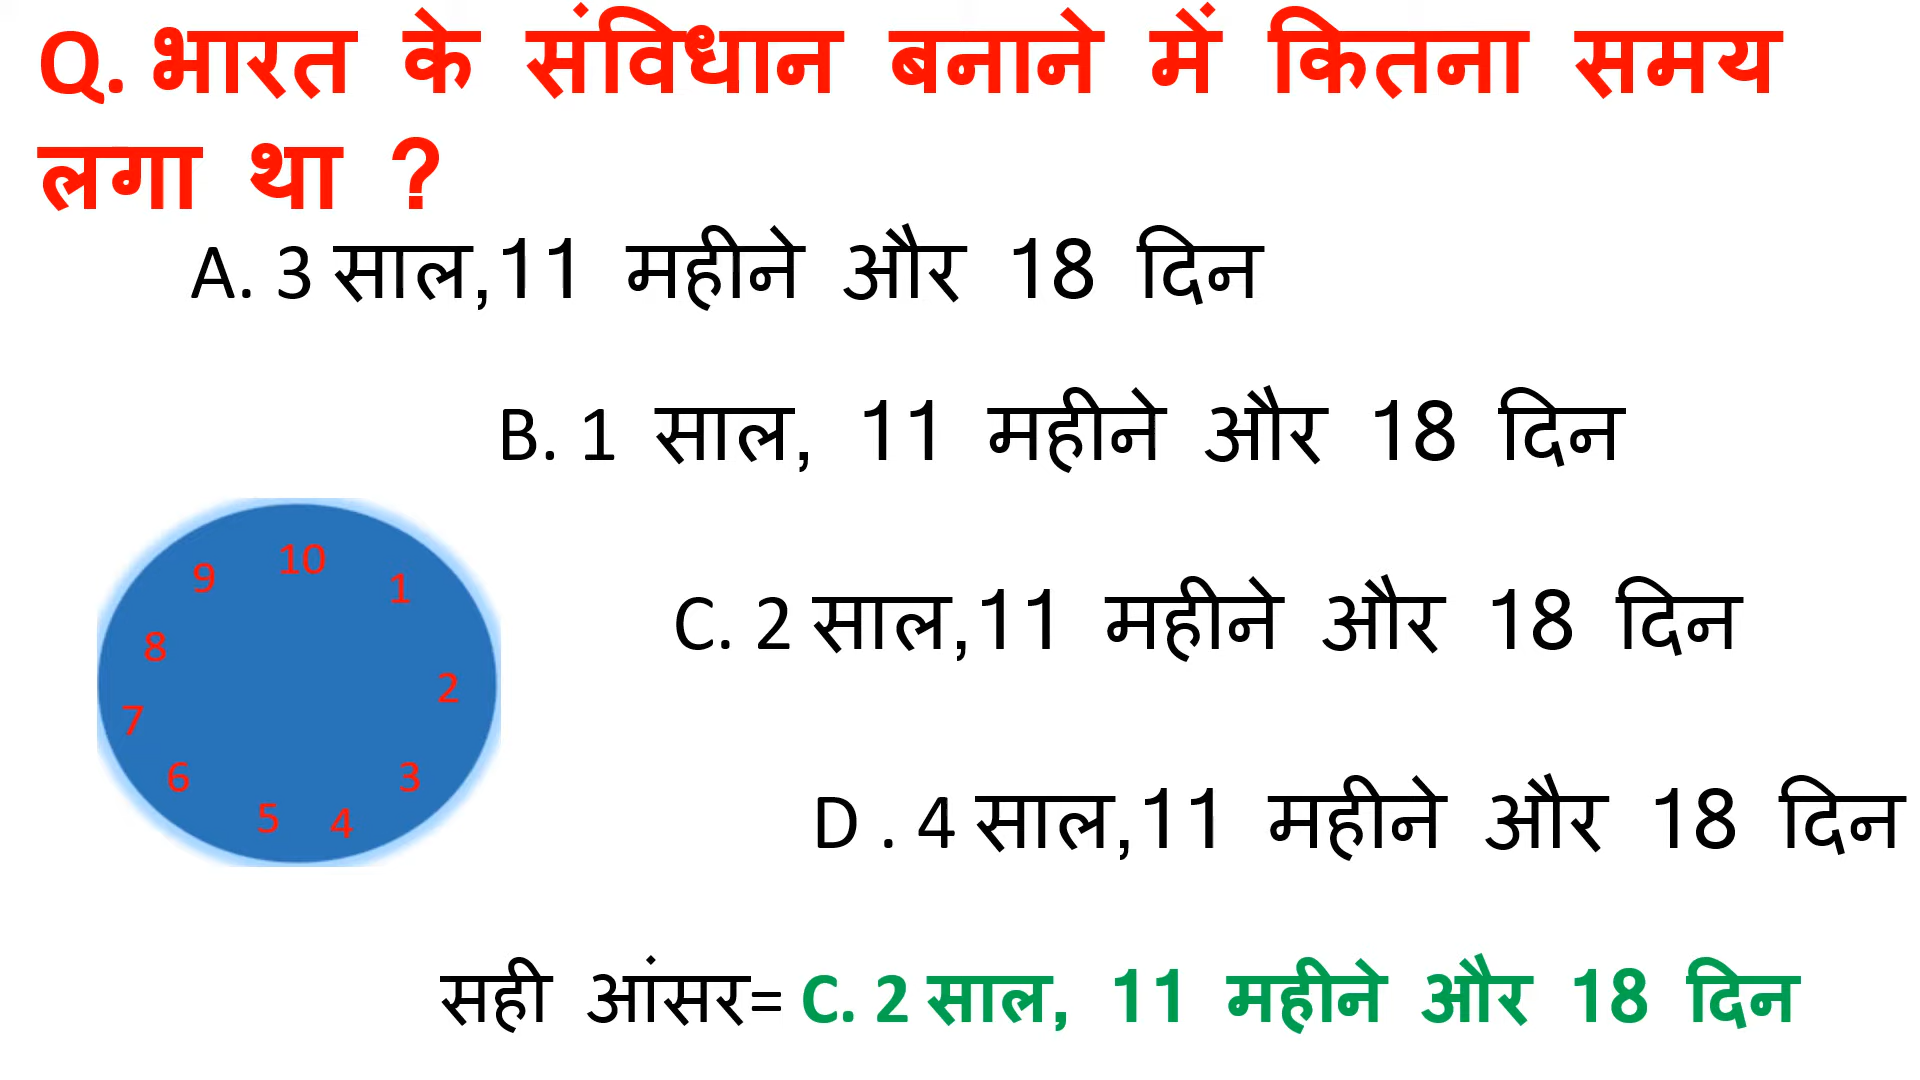 Q. भारत के संविधान बनाने में कितना समय
लगा था ?
A. 3 साल,11 महीने और 18 दिन
B. 1 साल, 11 महीने और 18 दिन
C. 2 साल,11 महीने और 18 दिन
D . 4 साल,11 महीने और 18 दिन
10
1
2
3
4
5
6
7
8
9
सही आंसर= C. 2 साल, 11 महीने और 18 दिन